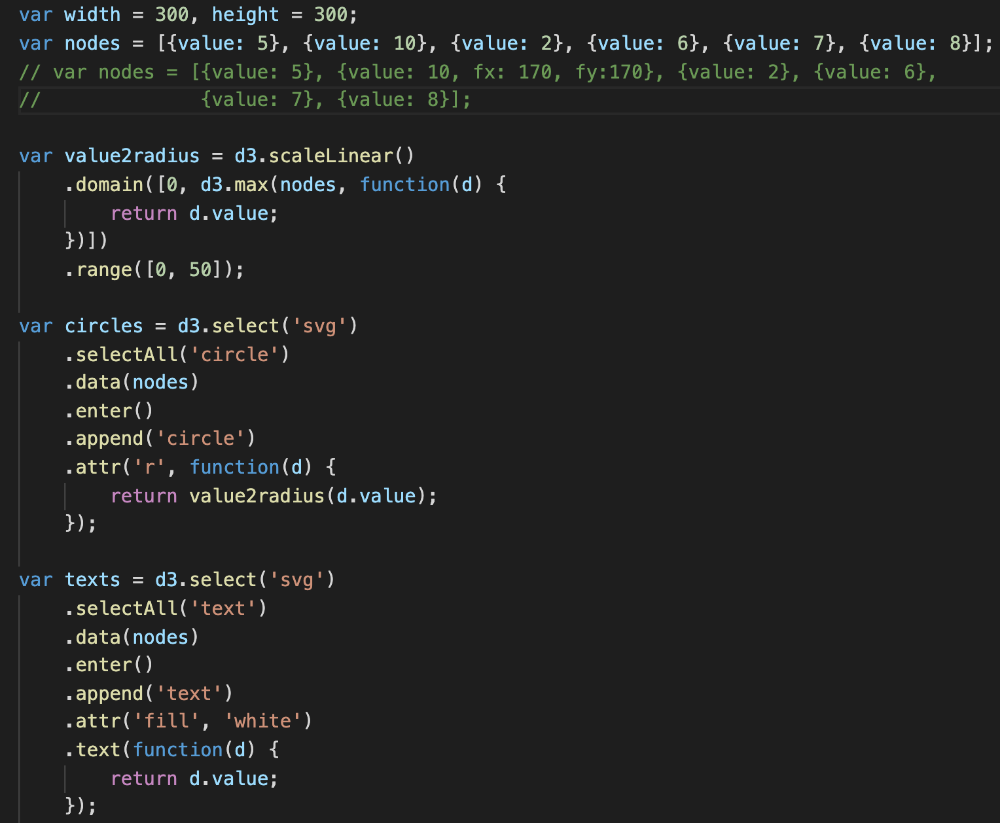 var width = 300, height = 300;
var nodes = [{value: 5}, {value: 10}, {value: 2}, {value: 6}, {value: 7}, {value: 8}];
// var nodes = [{value: 5}, {value: 10, fx: 170, fy:170}, {value: 2}, {value: 6},
//              {value: 7}, {value: 8}];

var value2radius = d3.scaleLinear()
    .domain([0, d3.max(nodes, function(d) {
        return d.value;
    })])
    .range([0, 50]);

var circles = d3.select('svg')
    .selectAll('circle')
    .data(nodes)
    .enter()
    .append('circle')
    .attr('r', function(d) {
        return value2radius(d.value);
    });

var texts = d3.select('svg')
    .selectAll('text')
    .data(nodes)
    .enter()
    .append('text')
    .attr('fill', 'white')
    .text(function(d) {
        return d.value;
    });